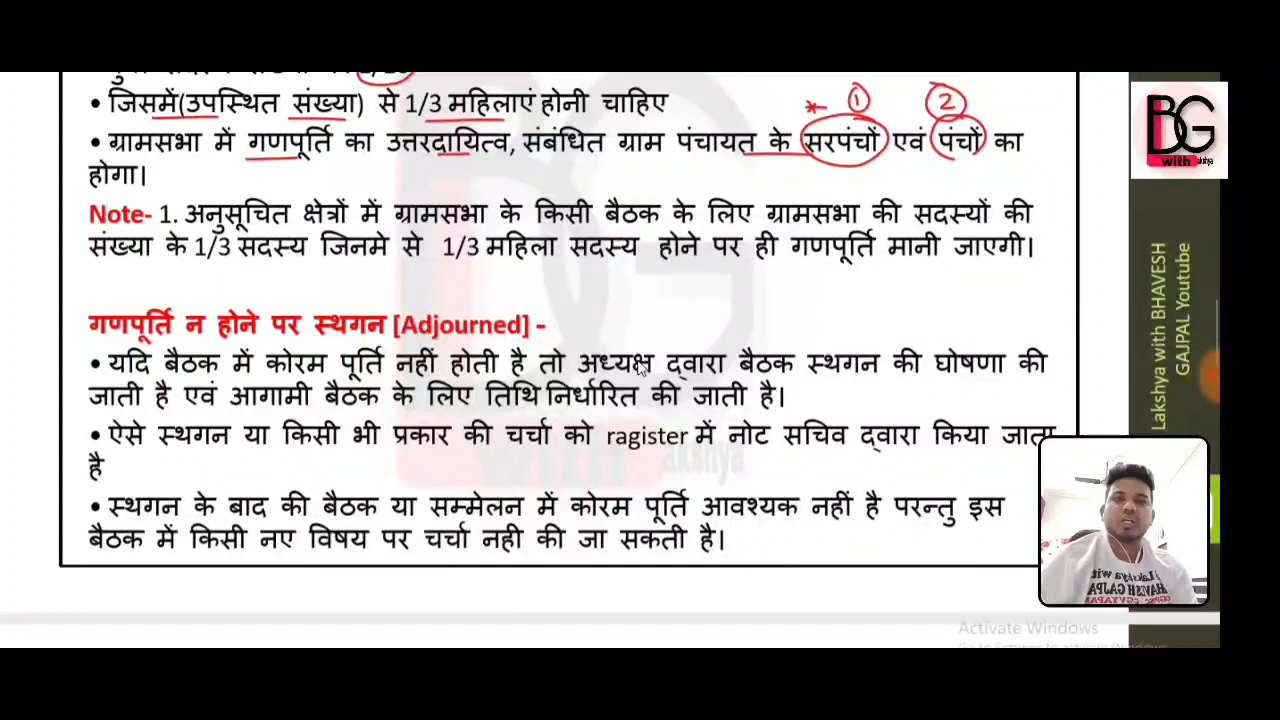 • जिसमें(उपस्थित संख्या) से 1/3 महिलाएं होनी चाहिए
* 1 2
• ग्रामसभा में गणपूर्ति का उत्तरदायित्व, संबंधित ग्राम पंचायत के सरपंचों एवं पंचों का
होगा।
Note- 1. अनुसूचित क्षेत्रों में ग्रामसभा के किसी बैठक के लिए ग्रामसभा की सदस्यों की
संख्या के 1/3 सदस्य जिनमे से 1/3 महिला सदस्य होने पर ही गणपूर्ति मानी जाएगी।
गणपूर्ति न होने पर स्थगन [Adjourned] -
• यदि बैठक में कोरम पूर्ति नहीं होती है तो अध्यक्ष द्वारा बैठक स्थगन की घोषणा की
जाती है एवं आगामी बैठक के लिए तिथि निर्धारित की जाती है।
• ऐसे स्थगन या किसी भी प्रकार की चर्चा को ragister में नोट सचिव द्वारा किया जाता
है
• स्थगन के बाद की बैठक या सम्मेलन में कोरम पूर्ति आवश्यक नहीं है परन्तु इस
बैठक में किसी नए विषय पर चर्चा नही की जा सकती है।
BG
with Lakshya
Lakshya with BHAVESH
GAJPAL Youtube
Activate Windows